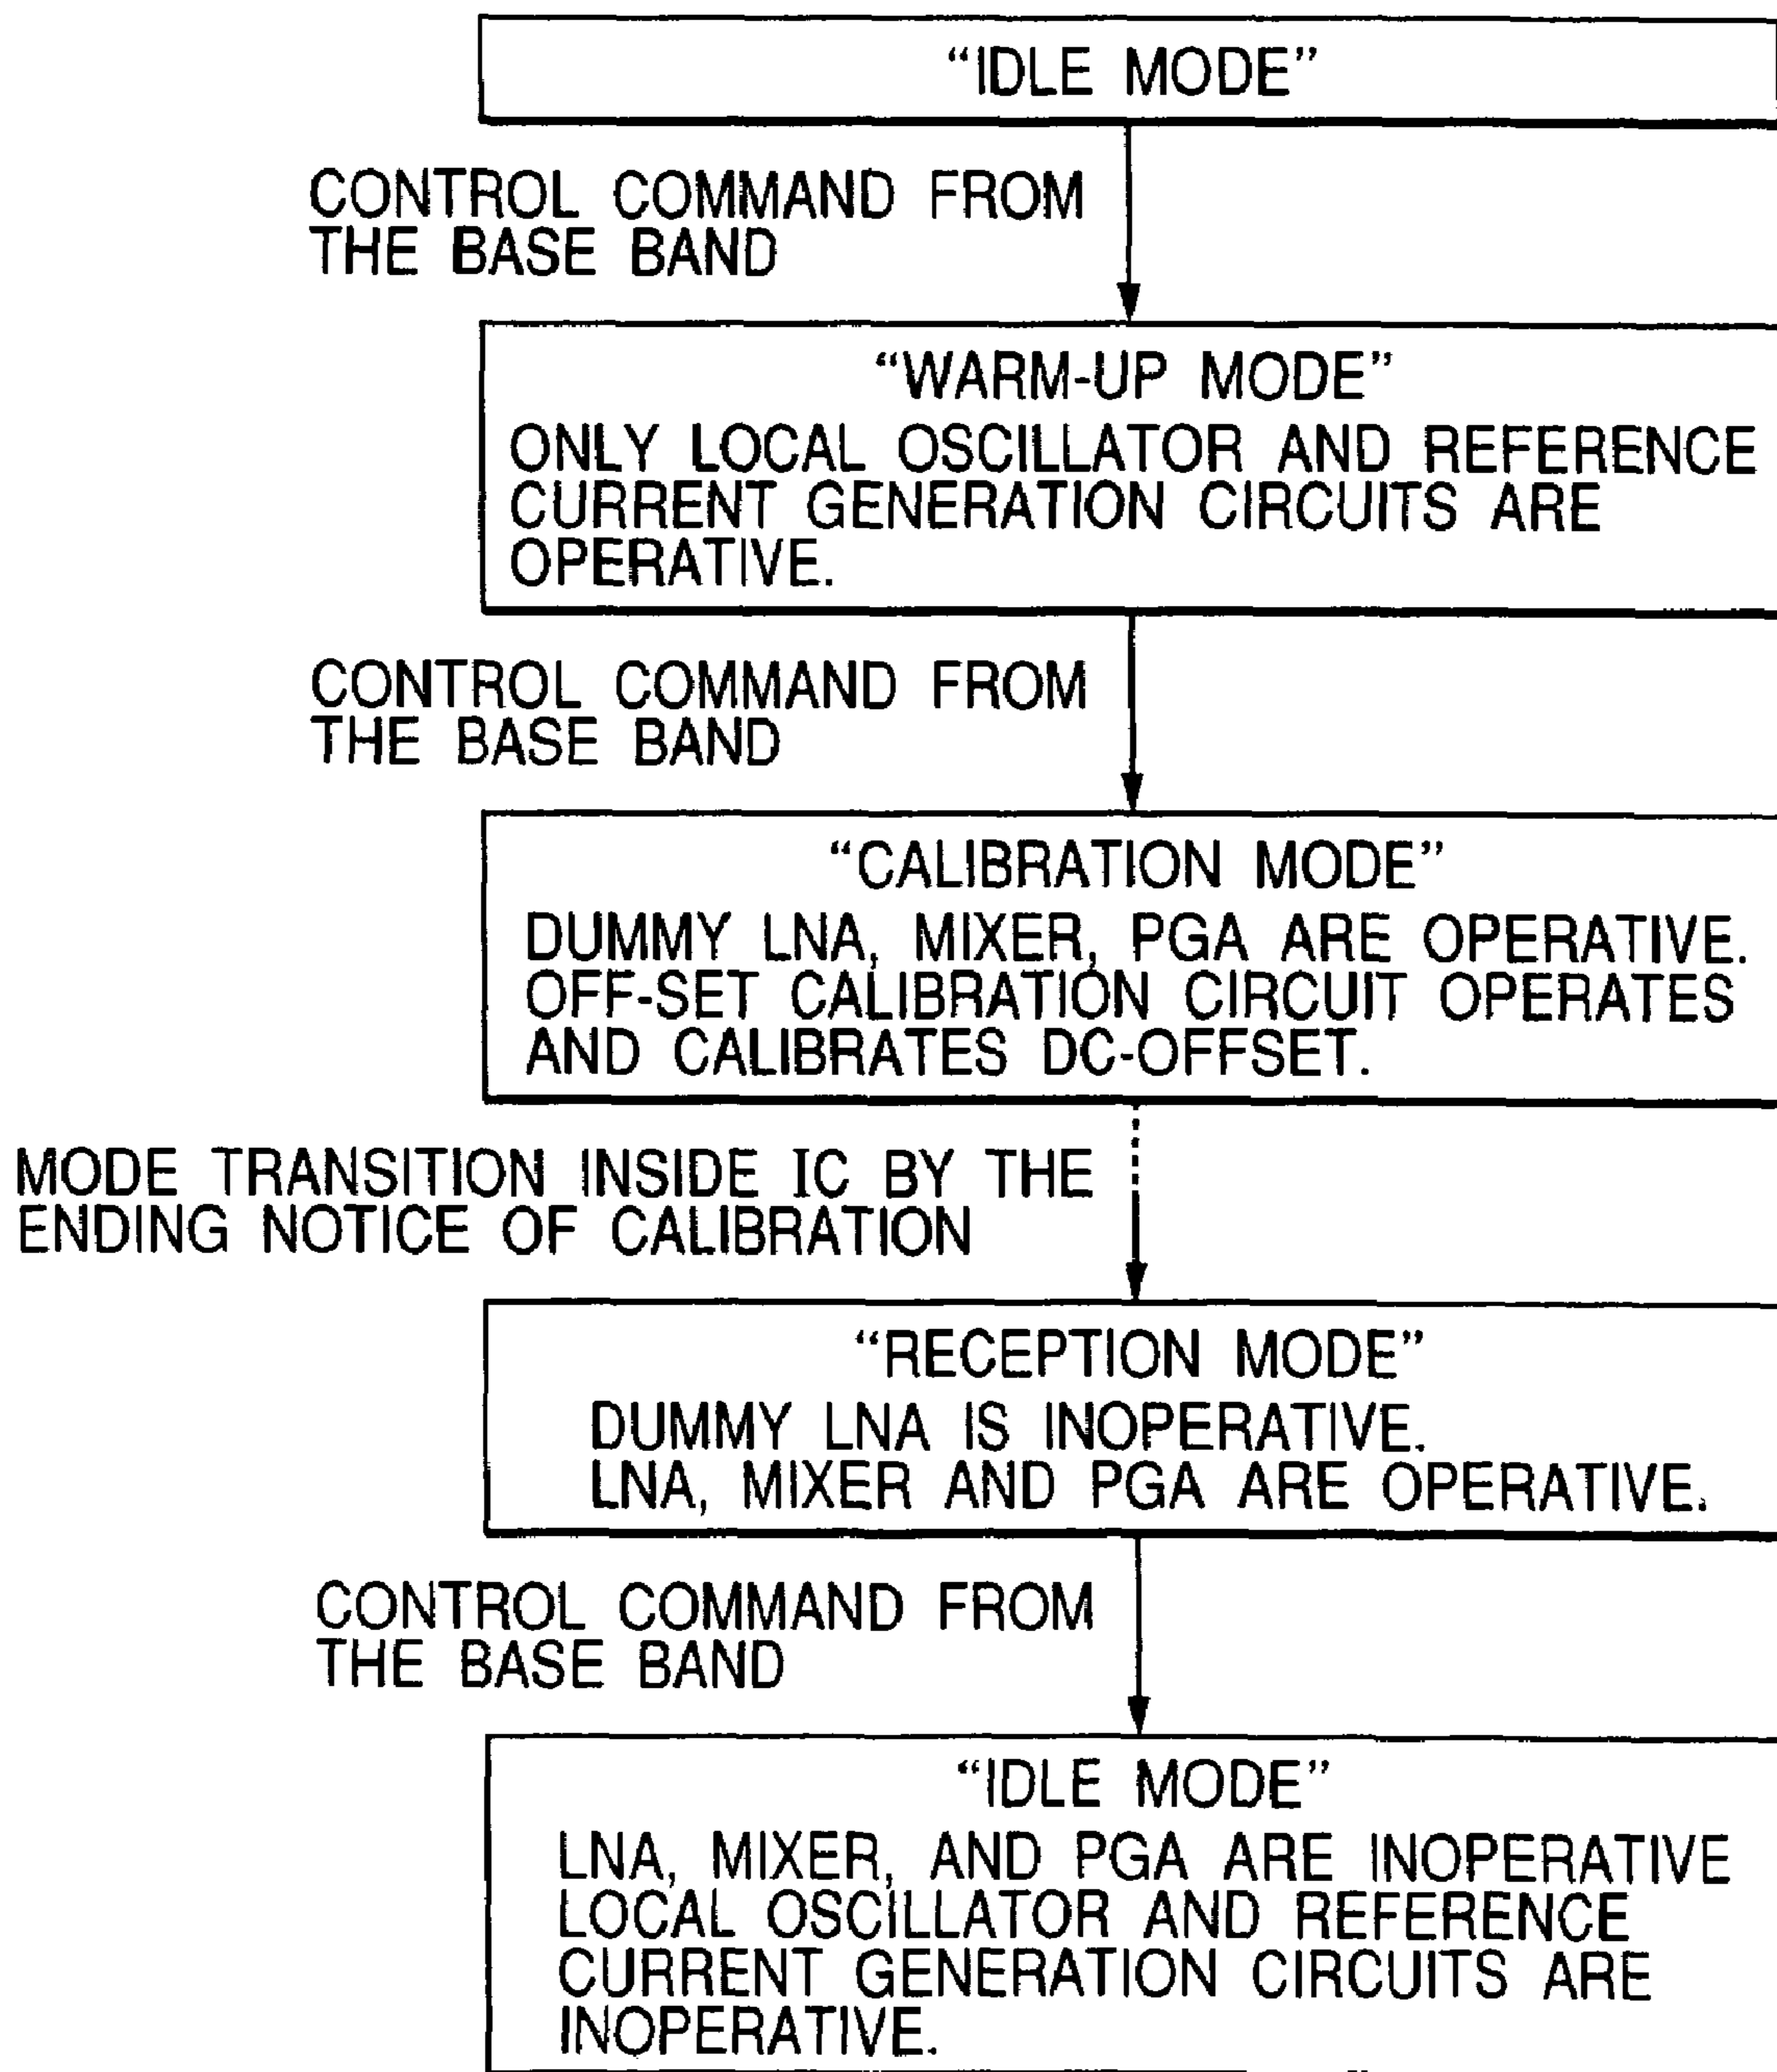 “IDLE MODE”
CONTROL COMMAND FROM
THE BASE BAND
“WARM-UP MODE”
ONLY LOCAL OSCILLATOR AND REFERENCE
CURRENT GENERATION CIRCUITS ARE
OPERATIVE.
CONTROL COMMAND FROM
THE BASE BAND
“CALIBRATION MODE”
DUMMY LNA, MIXER, PGA ARE OPERATIVE.
OFF-SET CALIBRATION CIRCUIT OPERATES
AND CALIBRATES DC-OFFSET.
MODE TRANSITION INSIDE IC BY THE
ENDING NOTICE OF CALIBRATION
“RECEPTION MODE”
DUMMY LNA IS INOPERATIVE.
LNA, MIXER AND PGA ARE OPERATIVE.
CONTROL COMMAND FROM
THE BASE BAND
“IDLE MODE”
LNA, MIXER, AND PGA ARE INOPERATIVE
LOCAL OSCILLATOR AND REFERENCE
CURRENT GENERATION CIRCUITS ARE
INOPERATIVE.